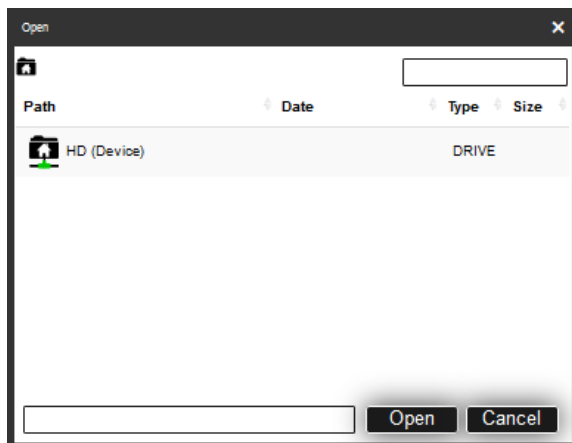 Open
Path Date Type Size
HD (Device) DRIVE
Open Cancel